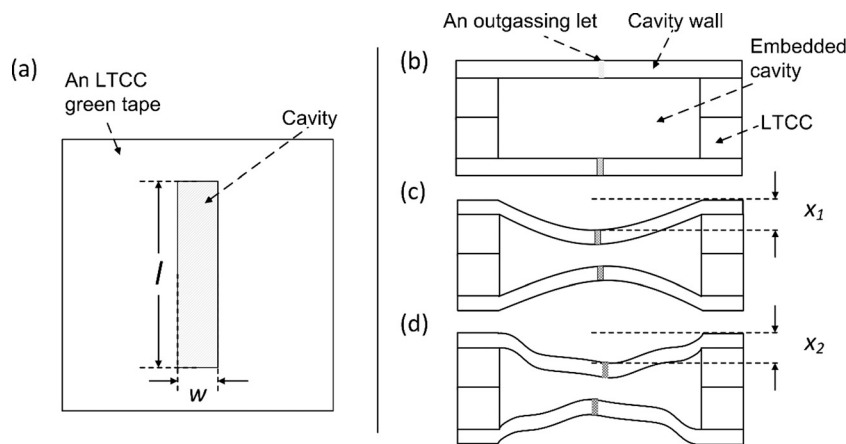 (a)
An LTCC
green tape
Cavity
l
w
(b)
An outgassing let
Cavity wall
Embedded
cavity
LTCC
(c)
x1
(d)
x2